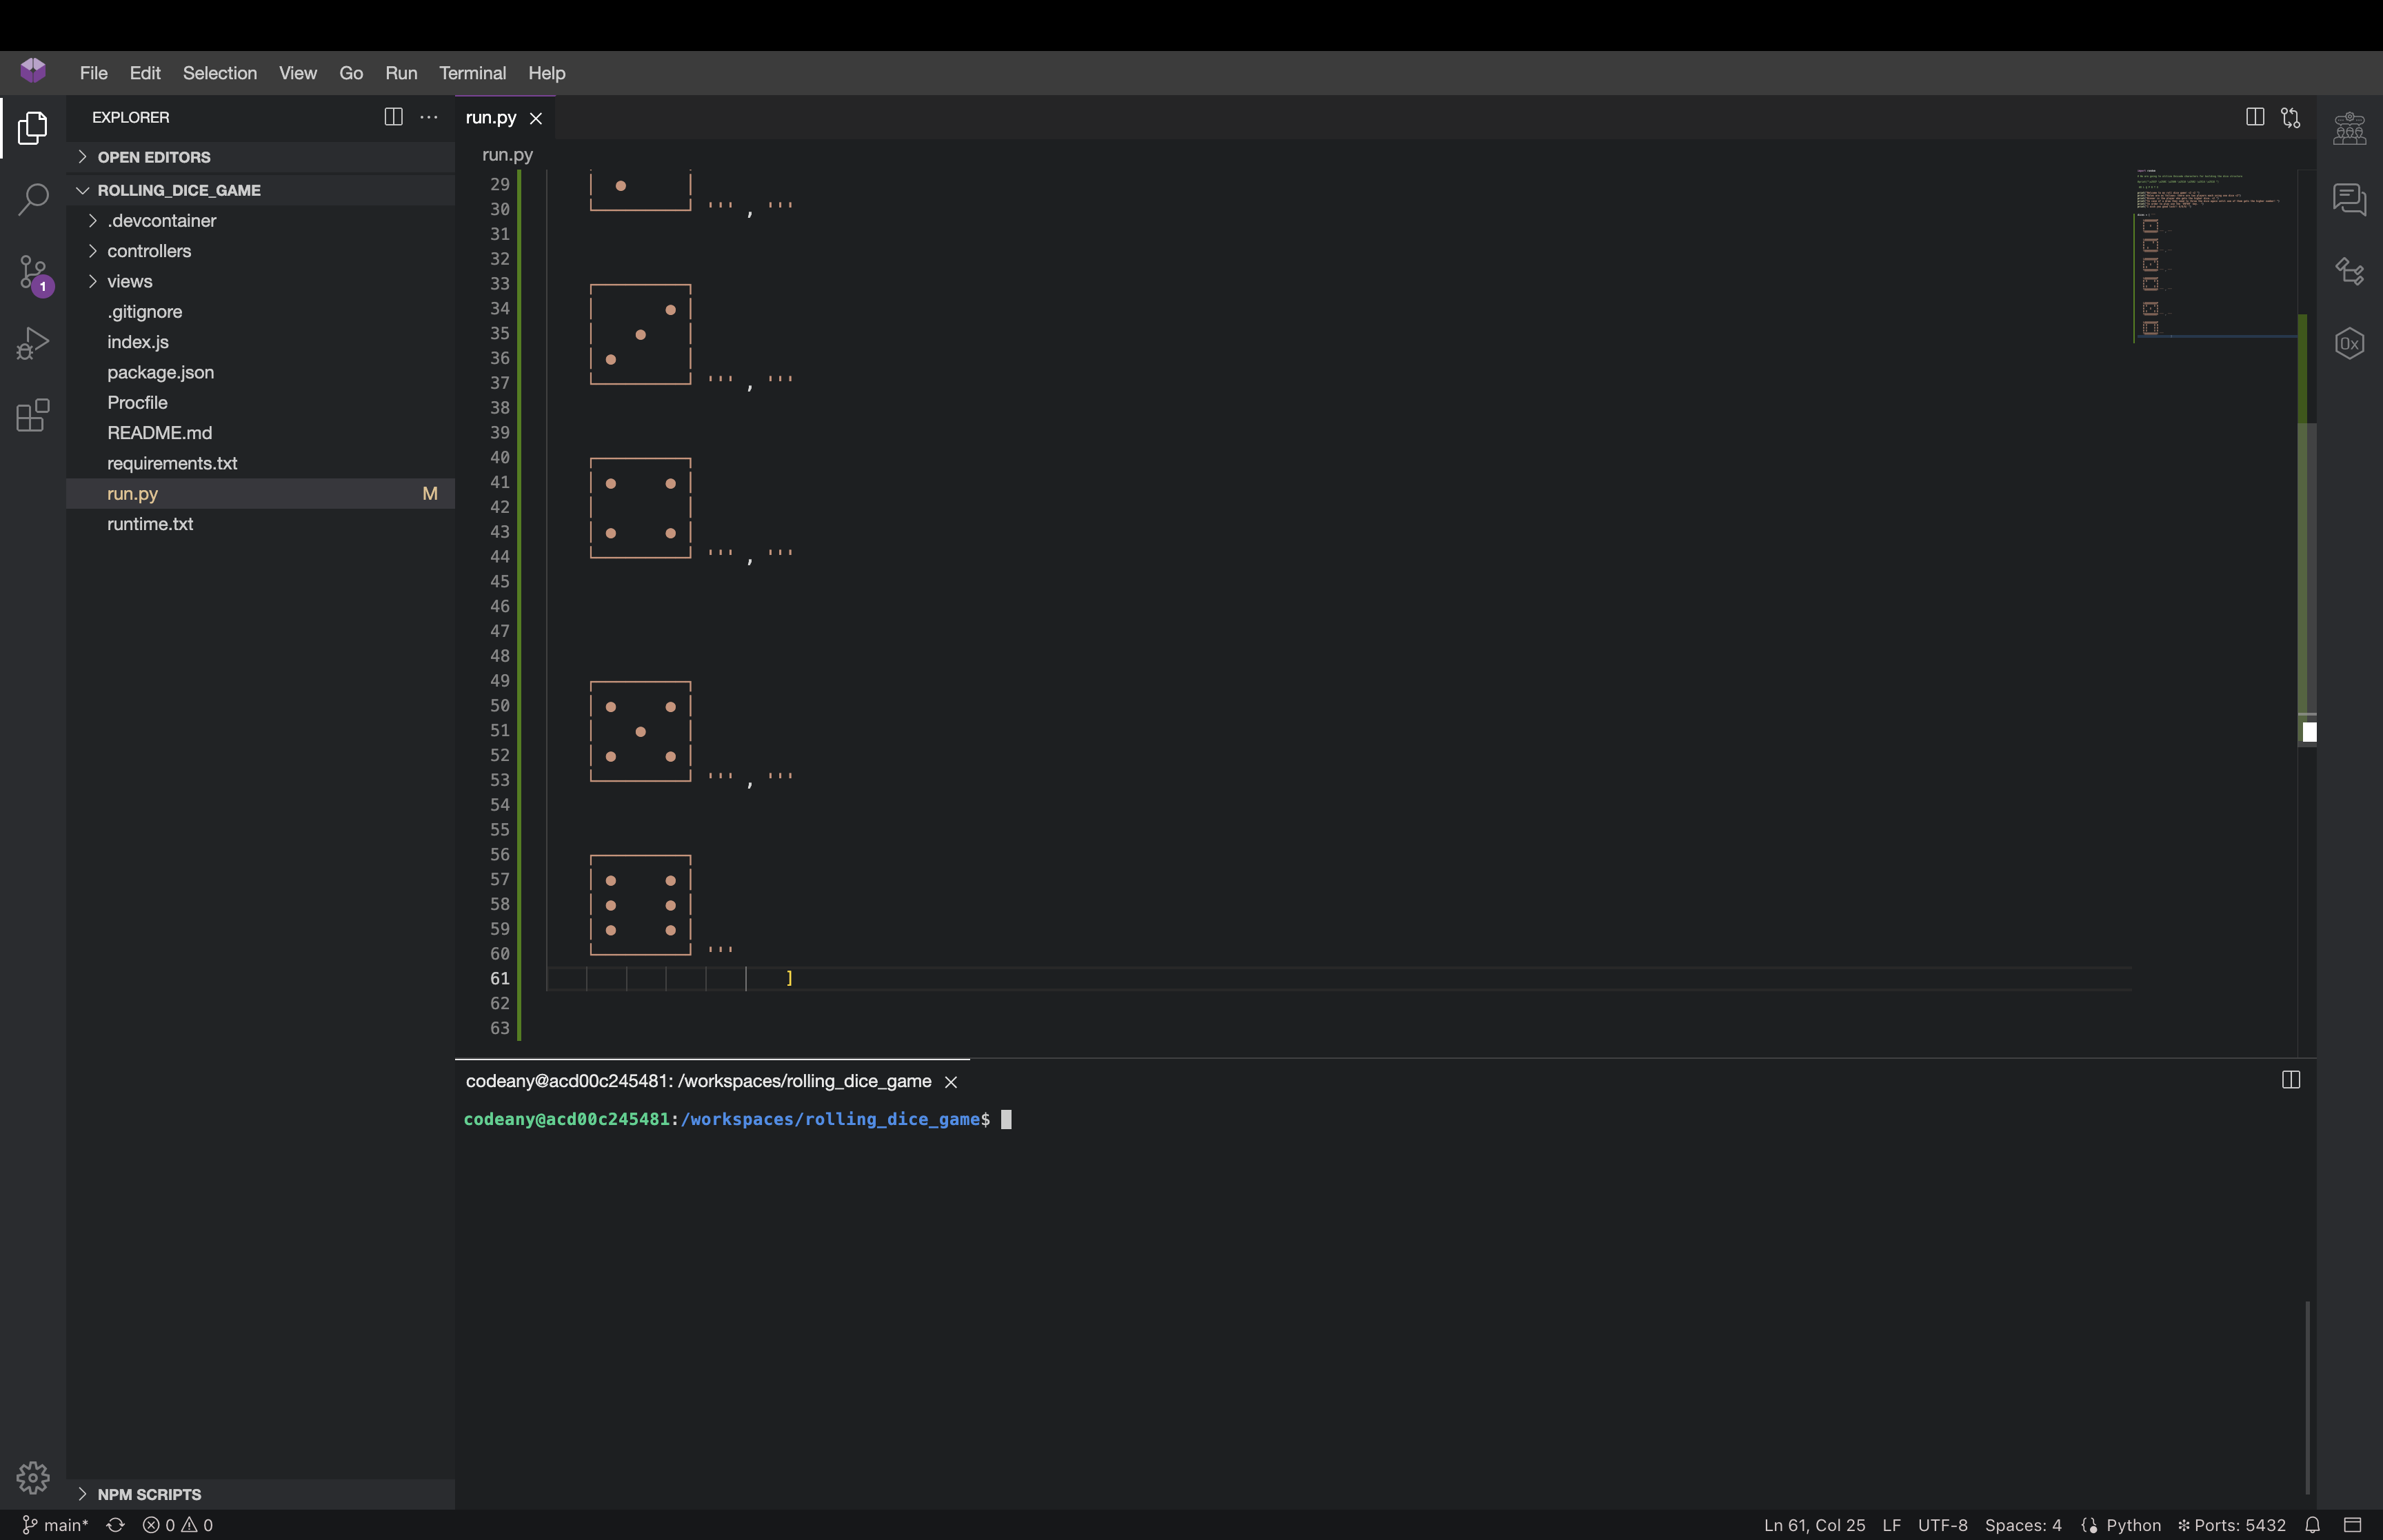 File Edit Selection View Go Run Terminal Help
EXPLORER
OPEN EDITORS
ROLLING_DICE_GAME
.devcontainer
controllers
views
.gitignore
index.js
package.json
Procfile
README.md
requirements.txt
run.py M
runtime.txt
NPM SCRIPTS
1
run.py
run.py
29 │ ● │
30 └─────────┘ ''' , '''
31
32
33 ┌─────────┐
34 │ ● │
35 │ ● │
36 │ ● │
37 └─────────┘ ''' , '''
38
39
40 ┌─────────┐
41 │ ● ● │
42 │ │
43 │ ● ● │
44 └─────────┘ ''' , '''
45
46
47
48
49 ┌─────────┐
50 │ ● ● │
51 │ ● │
52 │ ● ● │
53 └─────────┘ ''' , '''
54
55
56 ┌─────────┐
57 │ ● ● │
58 │ ● ● │
59 │ ● ● │
60 └─────────┘ '''
61 ]
62
63
codeany@acd00c245481: /workspaces/rolling_dice_game
codeany@acd00c245481:/workspaces/rolling_dice_game$
0x
main* 0 0 Ln 61, Col 25 LF UTF-8 Spaces: 4 Python Ports: 5432